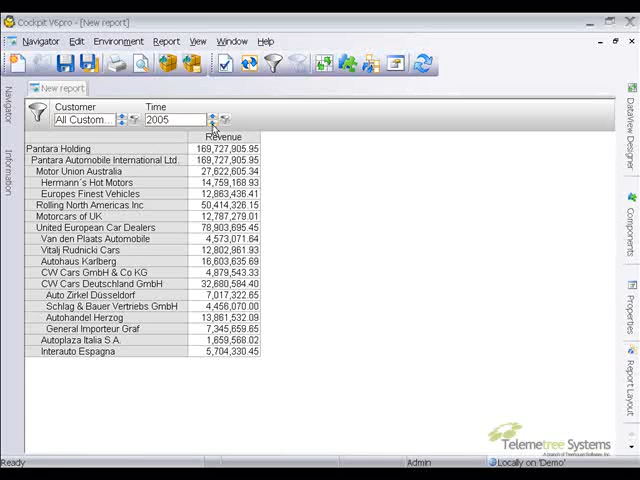 Cockpit V6pro - [New report]
Navigator Edit Environment Report View Window Help
New report
Navigator
Information
Customer Time
All Custom... 2005
Revenue
Pantara Holding 169,727,905.95
Pantara Automobile International Ltd. 169,727,905.95
Motor Union Australia 27,622,605.34
Hermann´s Hot Motors 14,759,168.93
Europes Finest Vehicles 12,863,436.41
Rolling North Americas Inc 50,414,326.15
Motorcars of UK 12,787,279.01
United European Car Dealers 78,903,695.45
Van den Plaats Automobile 4,573,071.64
Vitalj Rudnicki Cars 12,802,961.93
Autohaus Karlberg 16,603,635.69
CW Cars GmbH & Co KG 4,879,543.33
CW Cars Deutschland GmbH 32,680,584.40
Auto Zirkel Düsseldorf 7,017,322.65
Schlag & Bauer Vertriebs GmbH 4,456,070.00
Autohandel Herzog 13,861,532.09
General Importeur Graf 7,345,659.65
Autoplaza Italia S.A. 1,659,568.02
Interauto Espagna 5,704,330.45
DataView Designer
Components
Properties
Report Layout
Telemetree Systems
A branch of Treehouse Software, Inc.
Ready Admin Locally on 'Demo'